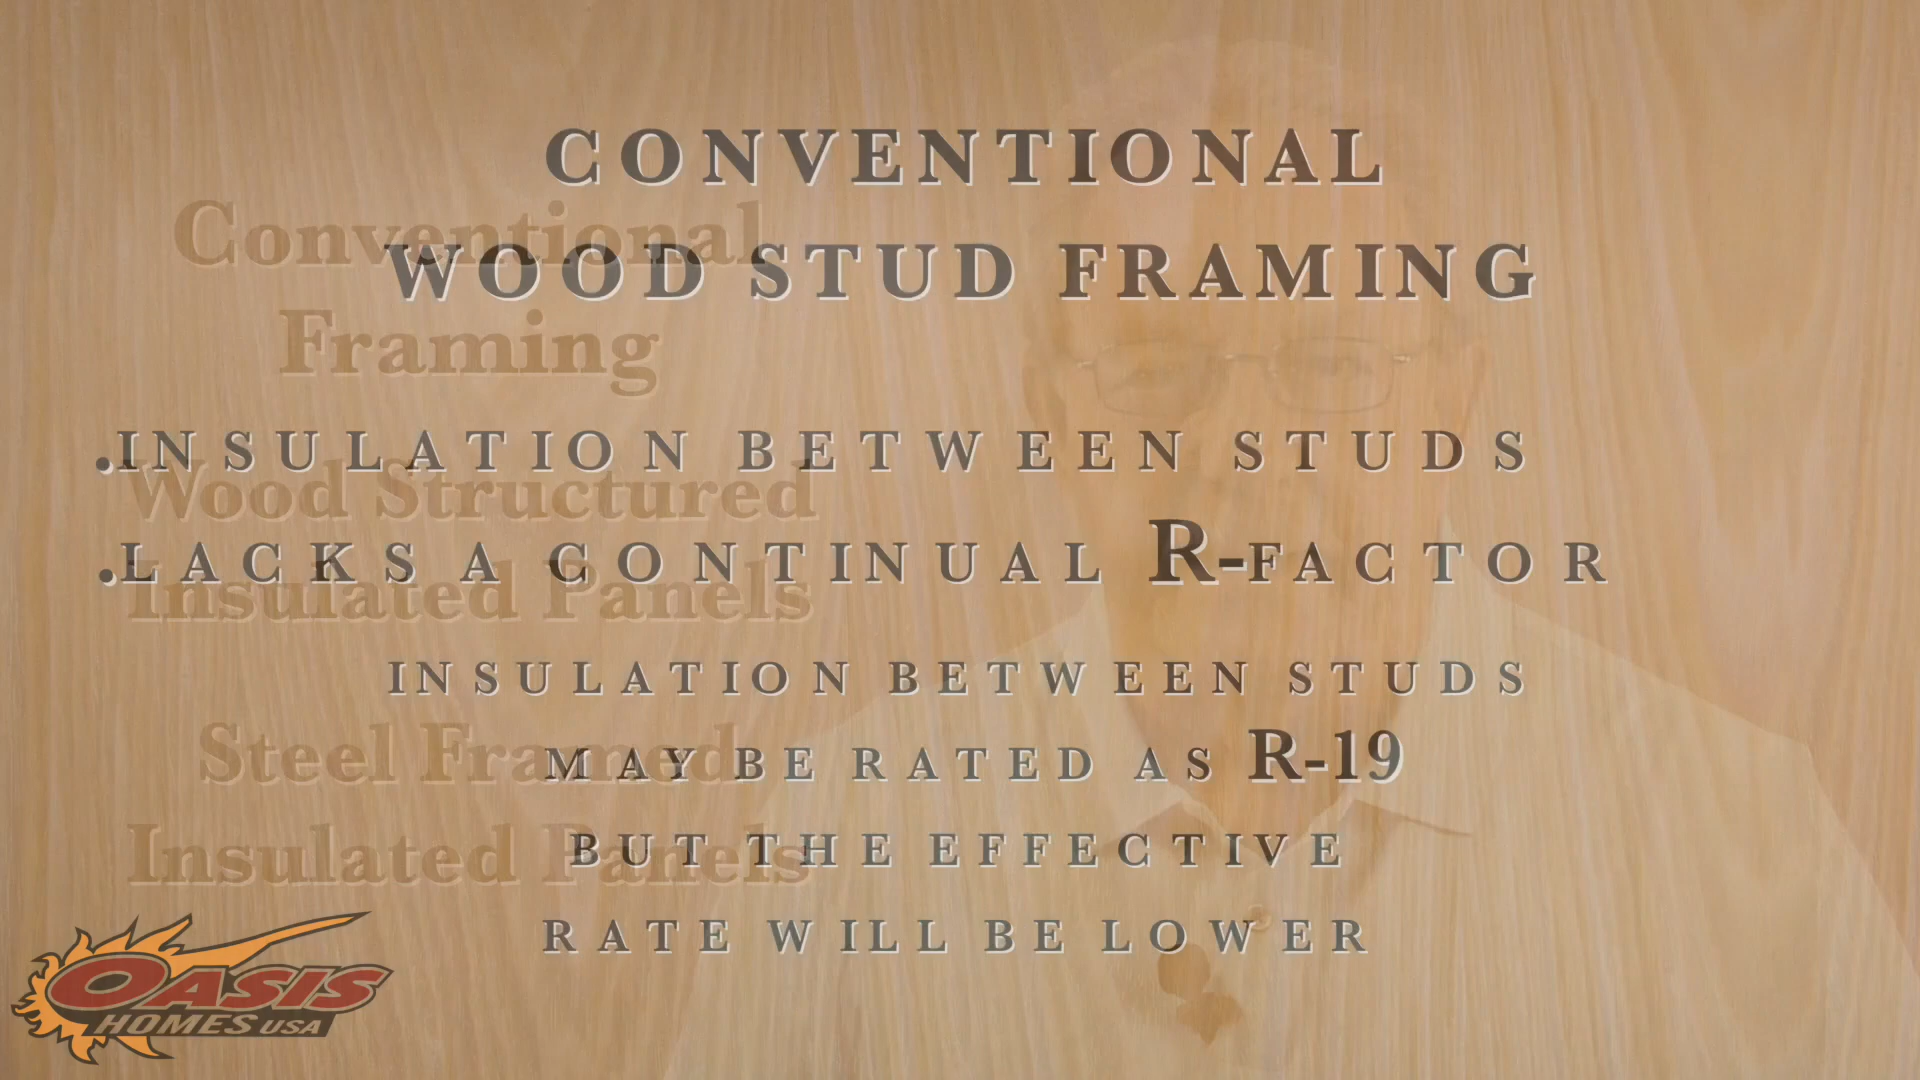 CONVENTIONAL
WOOD STUD FRAMING
.INSULATION BETWEEN STUDS
.LACKS A CONTINUAL R-FACTOR
INSULATION BETWEEN STUDS
MAY BE RATED AS R-19
BUT THE EFFECTIVE
RATE WILL BE LOWER
Conventional
Framing
Wood Structured
Insulated Panels
Steel Framed
Insulated Panels
OASIS
HOMES USA